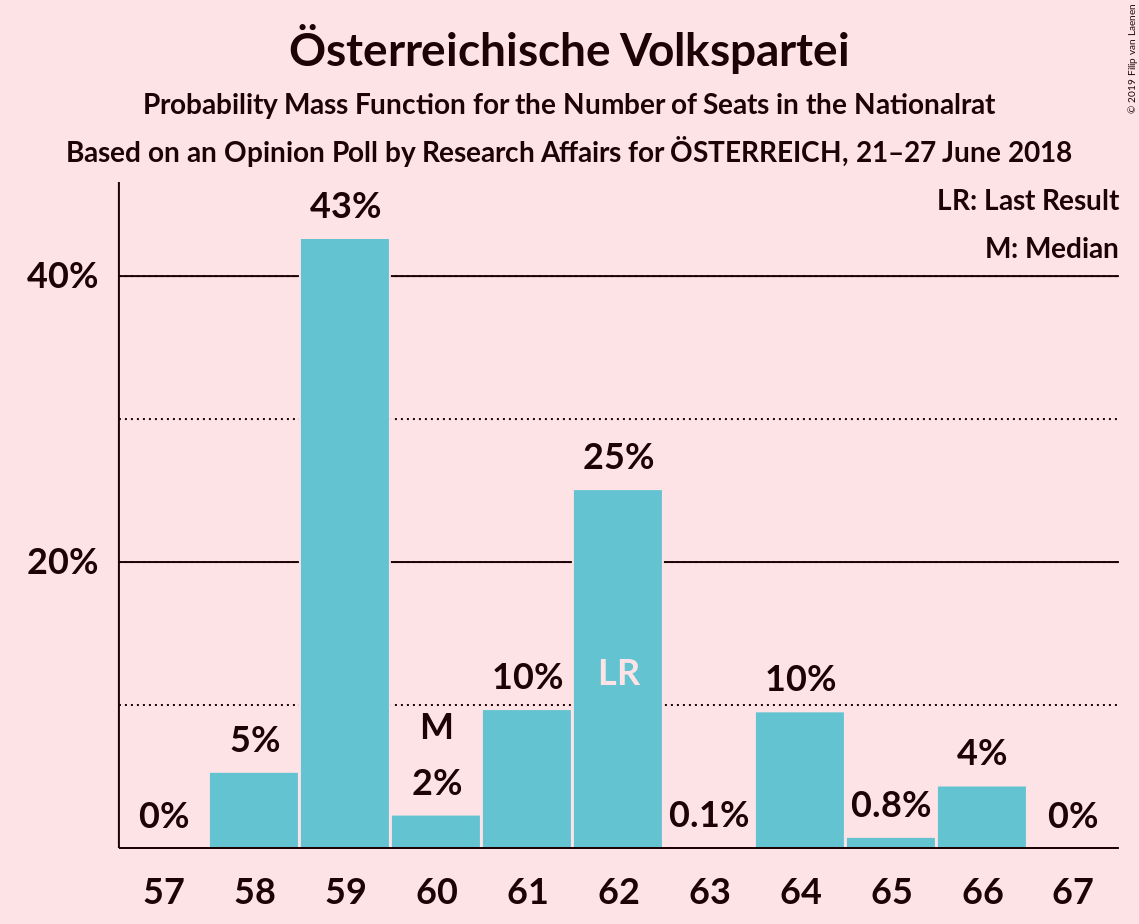 Österreichische Volkspartei
Probability Mass Function for the Number of Seats in the Nationalrat
Based on an Opinion Poll by Research Affairs for ÖSTERREICH, 21–27 June 2018
© 2019 Filip van Laenen
LR: Last Result
M: Median
40%
20%
0%
5%
43%
M
2%
10%
25%
LR
0.1%
10%
0.8%
4%
0%
57 58 59 60 61 62 63 64 65 66 67